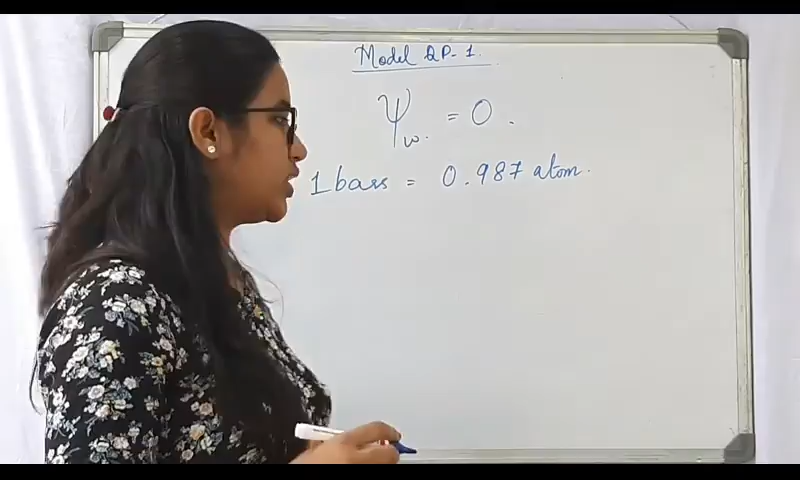 Model QP-1.
Ψw. = 0.
1 bars = 0.987 atom.